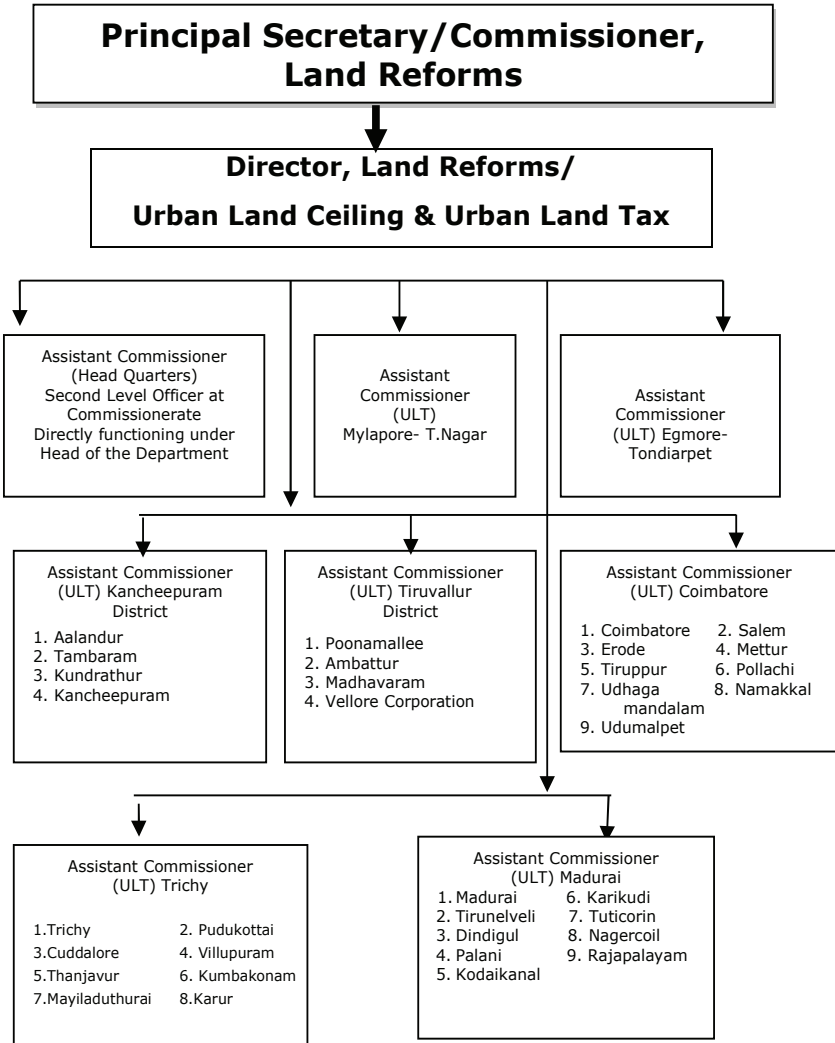 Principal Secretary/Commissioner,
Land Reforms
Director, Land Reforms/
Urban Land Ceiling & Urban Land Tax
Assistant Commissioner
(Head Quarters)
Second Level Officer at
Commissionerate
Directly functioning under
Head of the Department
Assistant
Commissioner
(ULT)
Mylapore- T.Nagar
Assistant
Commissioner
(ULT) Egmore-
Tondiarpet
Assistant Commissioner
(ULT) Kancheepuram
District
1. Aalandur
2. Tambaram
3. Kundrathur
4. Kancheepuram
Assistant Commissioner
(ULT) Tiruvallur
District
1. Poonamallee
2. Ambattur
3. Madhavaram
4. Vellore Corporation
Assistant Commissioner
(ULT) Coimbatore
1. Coimbatore 2. Salem
3. Erode 4. Mettur
5. Tiruppur 6. Pollachi
7. Udhaga 8. Namakkal
mandalam
9. Udumalpet
Assistant Commissioner
(ULT) Trichy
1.Trichy 2. Pudukottai
3.Cuddalore 4. Villupuram
5.Thanjavur 6. Kumbakonam
7.Mayiladuthurai 8.Karur
Assistant Commissioner
(ULT) Madurai
1. Madurai 6. Karikudi
2. Tirunelveli 7. Tuticorin
3. Dindigul 8. Nagercoil
4. Palani 9. Rajapalayam
5. Kodaikanal